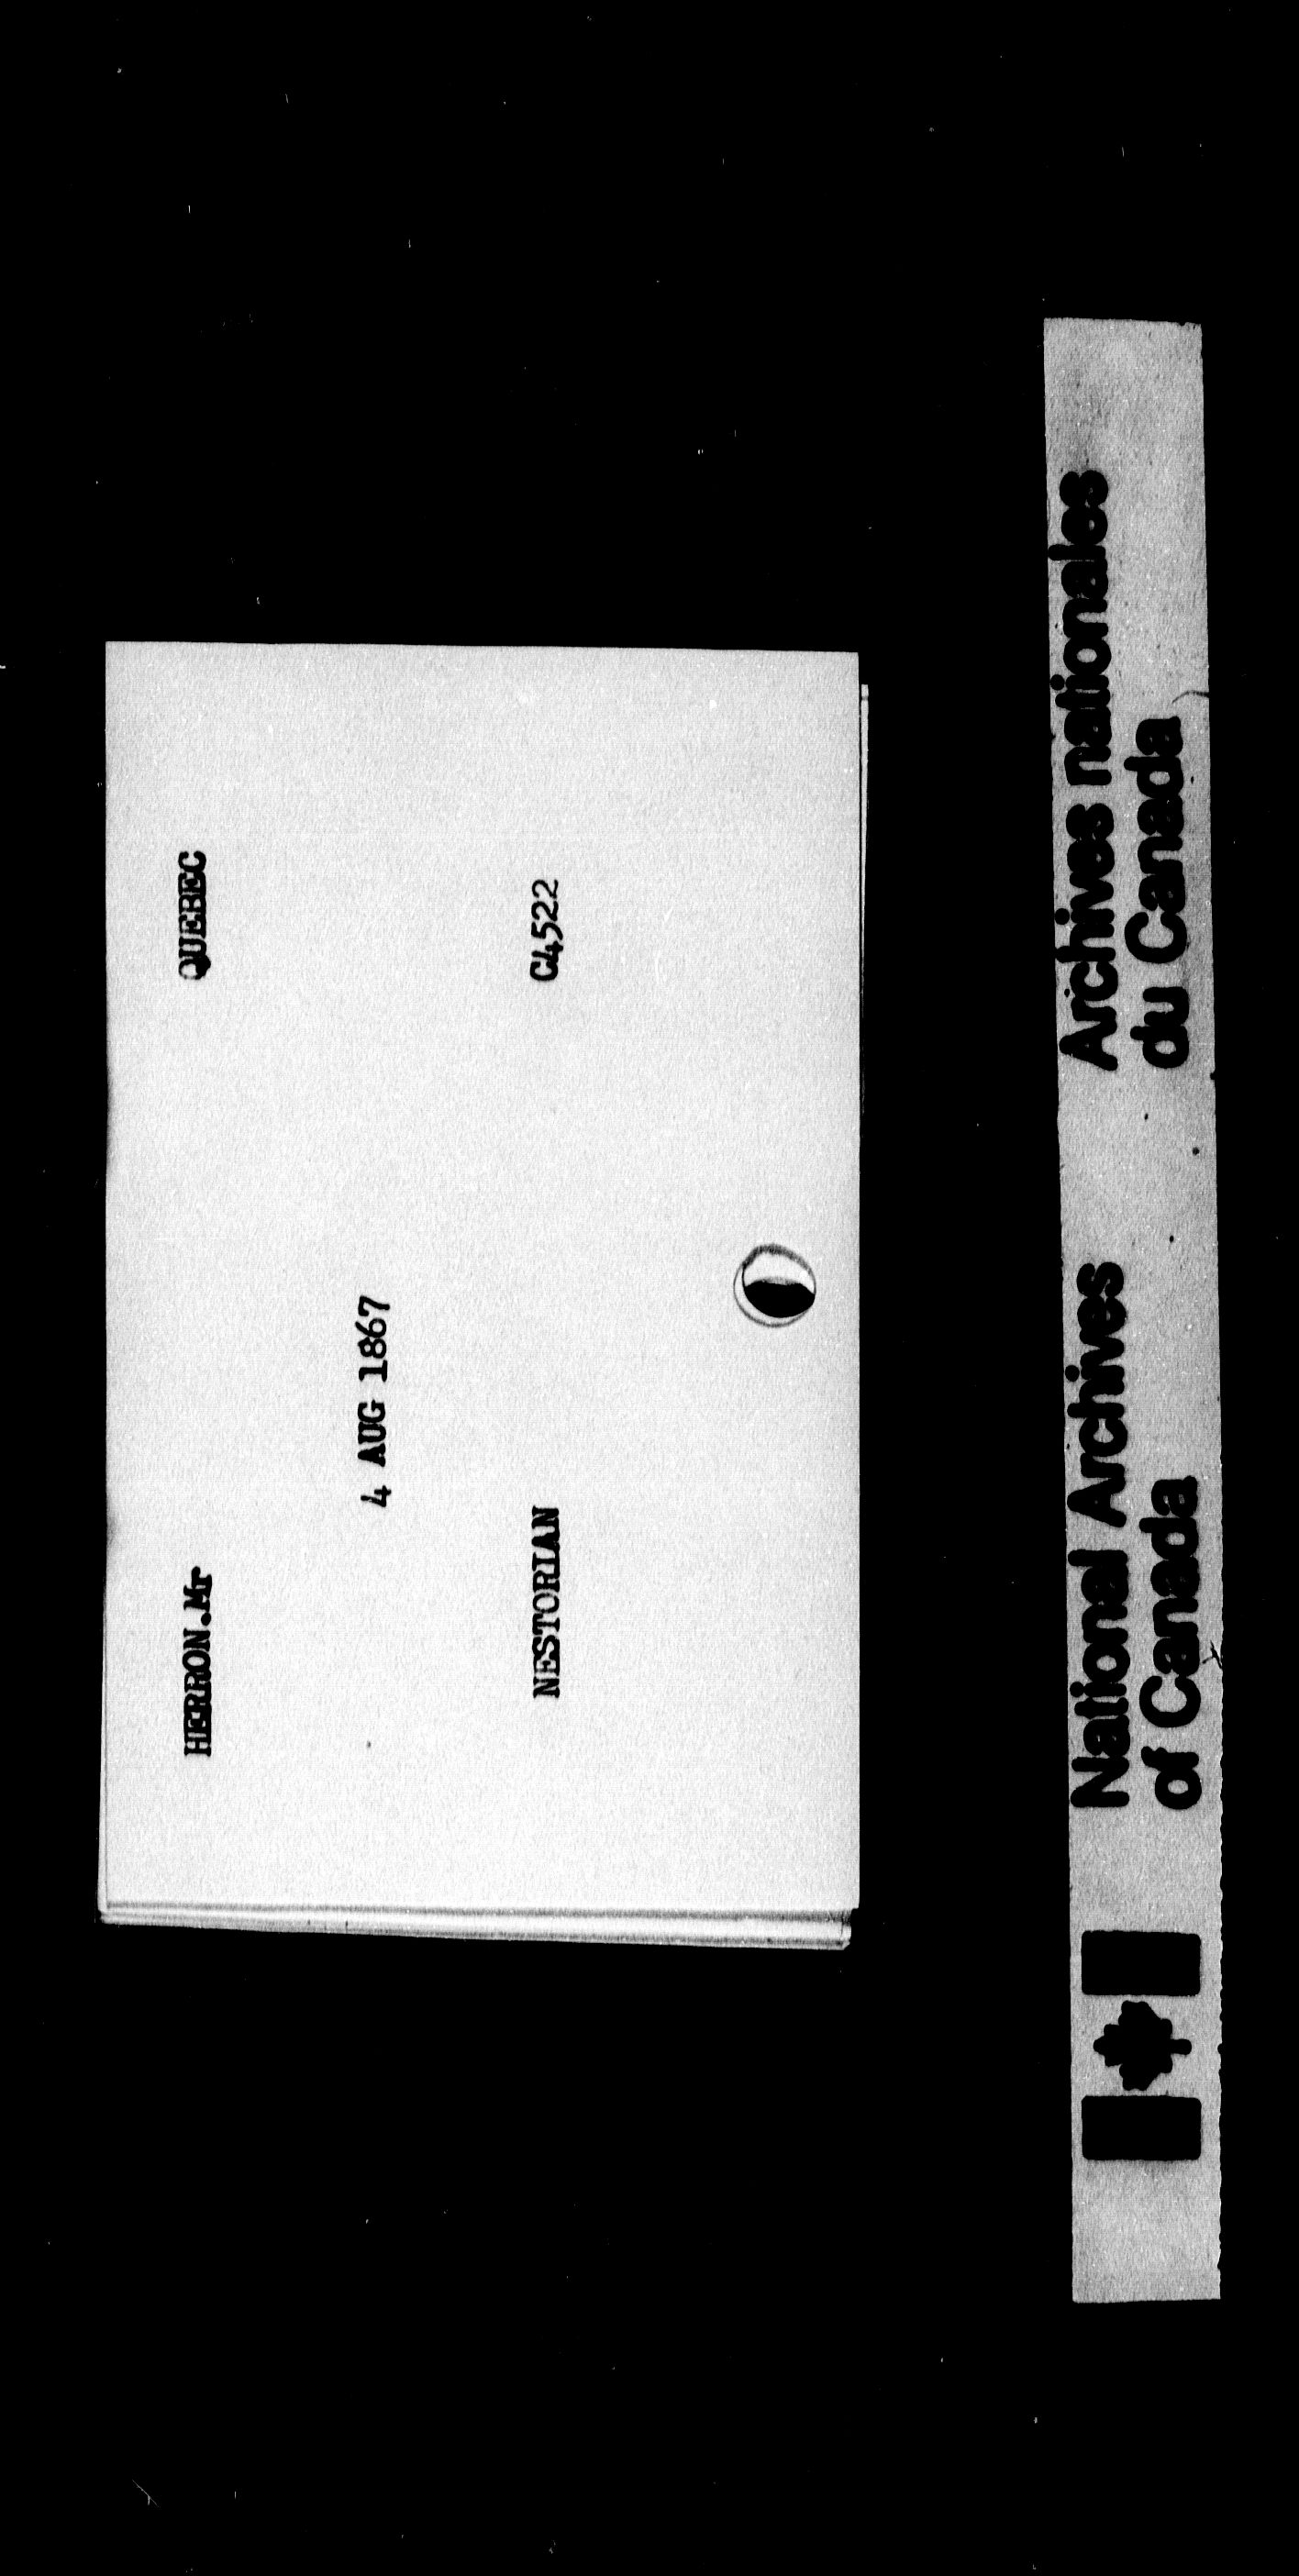 HERRON.Mr QUEBEC
4 AUG 1867
NESTORIAN C4522
National Archives
of Canada
Archives nationales
du Canada